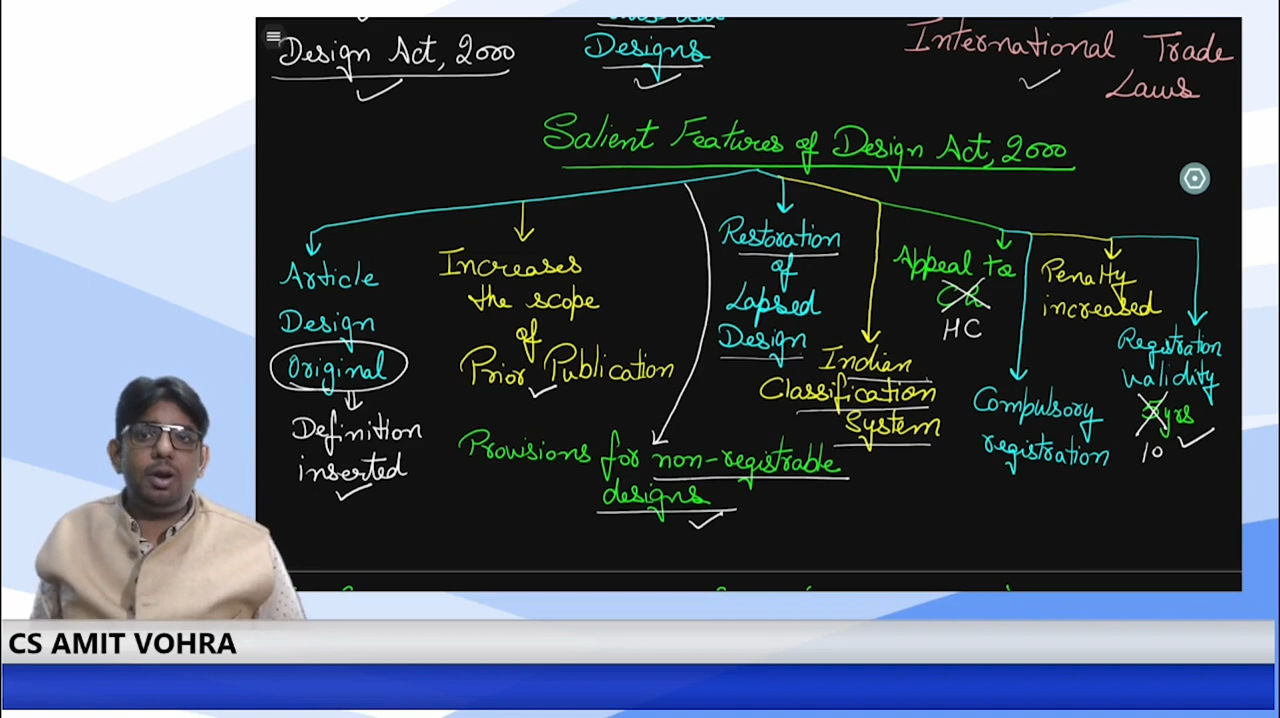 Design Act, 2000
Designs
International Trade
Laws
Salient Features of Design Act, 2000
Article
Design
Original
Definition
inserted
Increases
the scope
of
Prior Publication
Provisions for non-registrable
designs
Restoration
of
Lapsed
Design
Indian
Classification
System
Appeal to
HC
Compulsory
registration
Penalty
increased
Registration
validity
5yrs
10
CS AMIT VOHRA